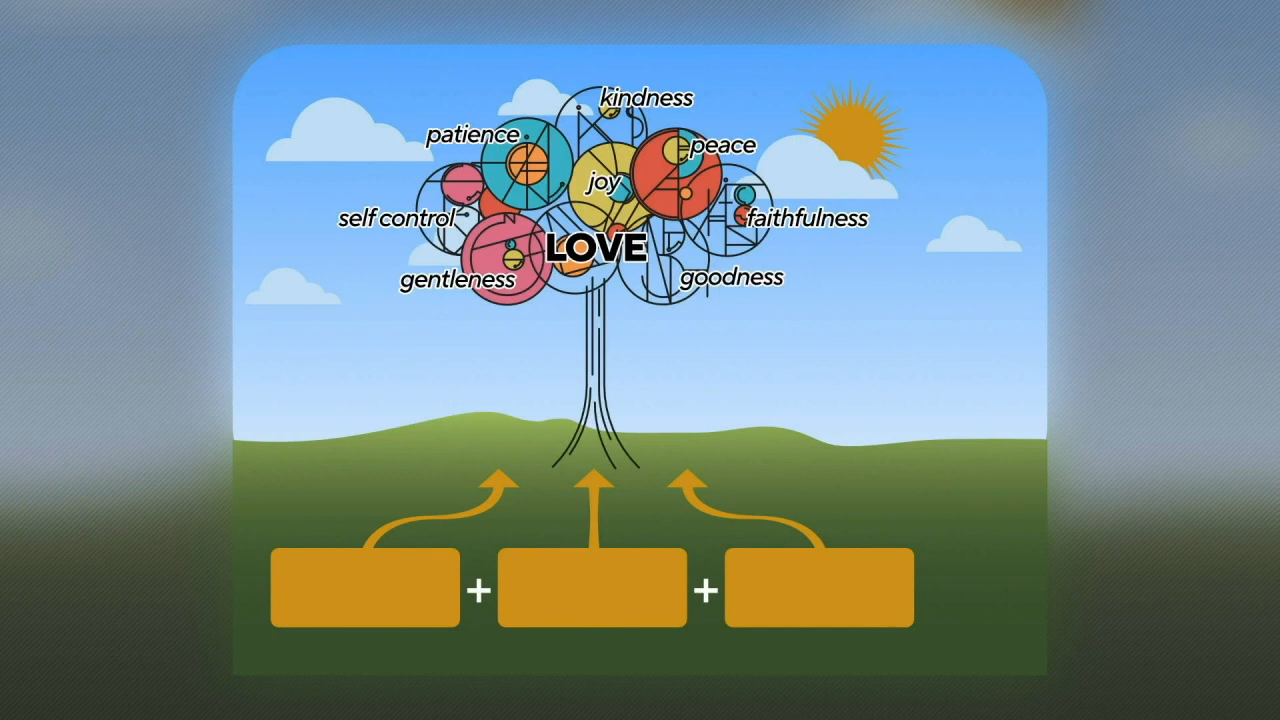 kindness
patience
peace
joy
self control
faithfulness
LOVE
gentleness
goodness
+ +